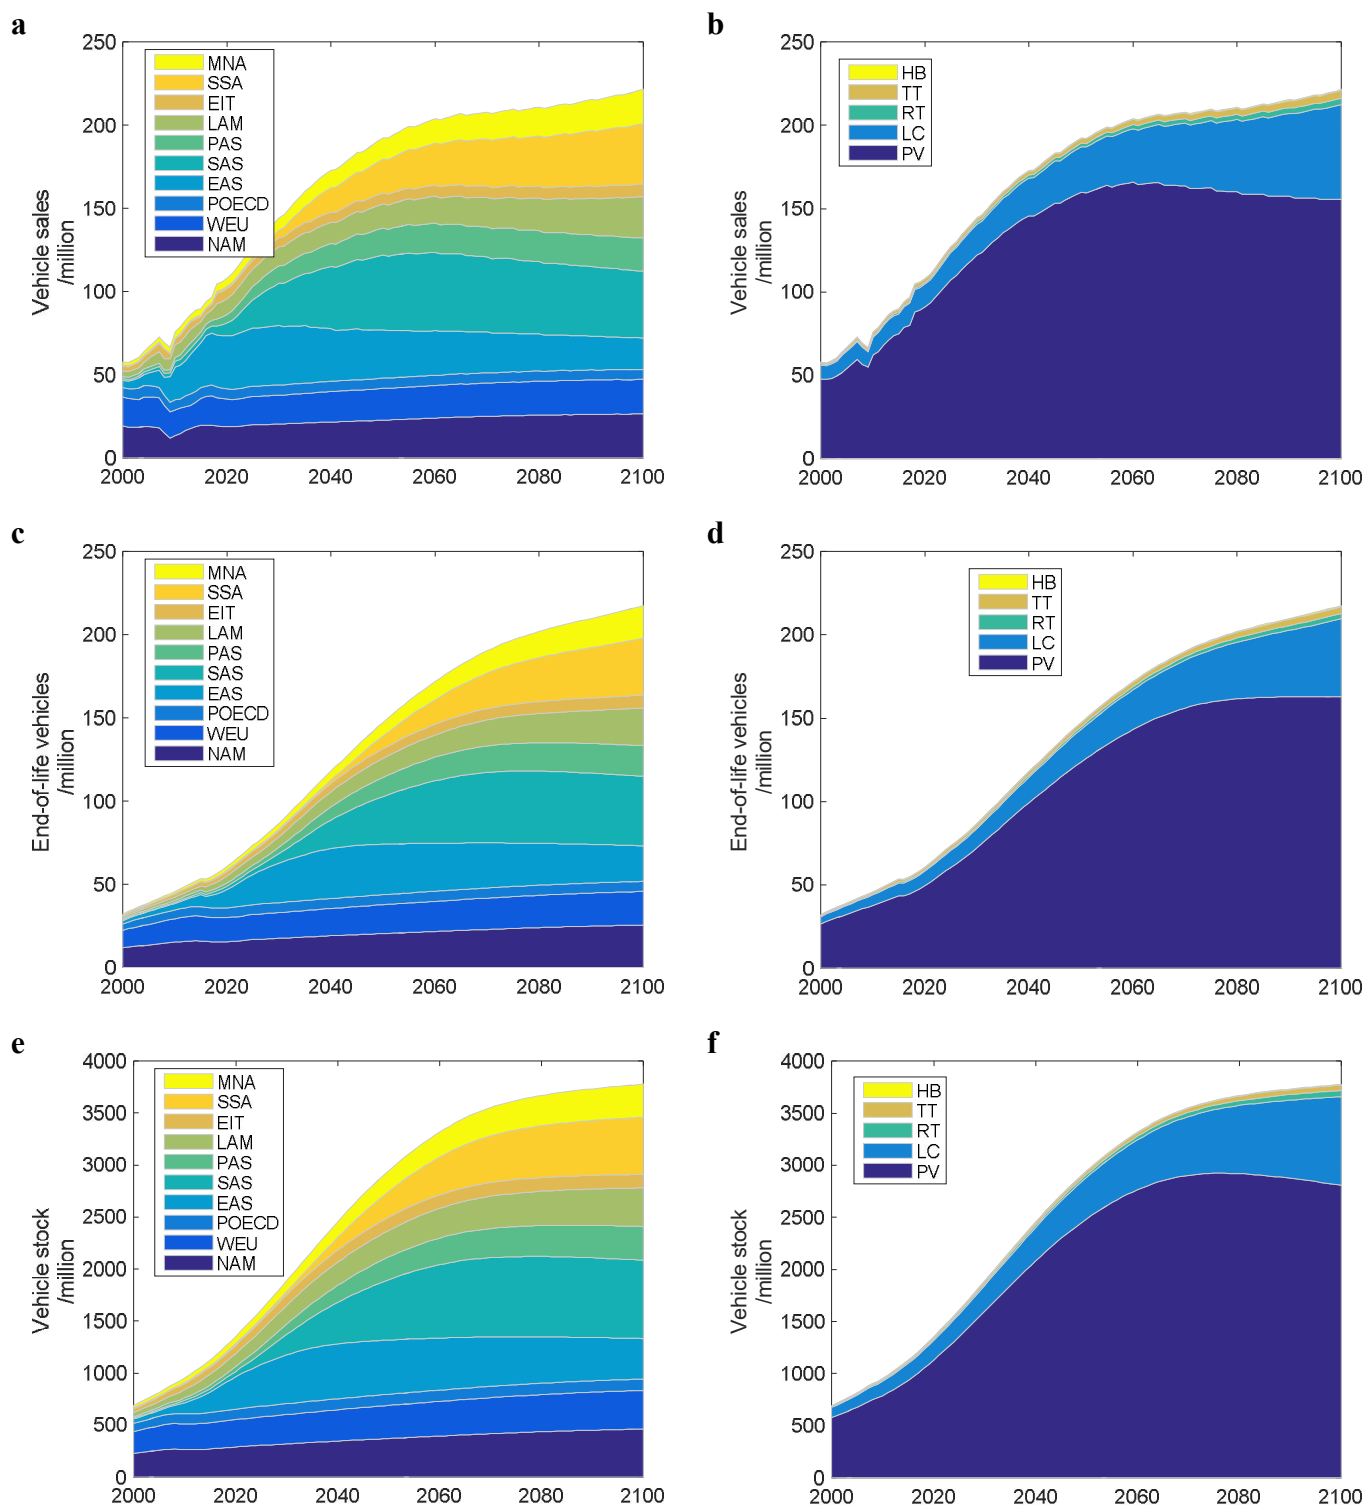 a
250
200
150
100
50
0
Vehicle sales
/million
MNA
SSA
EIT
LAM
PAS
SAS
EAS
POECD
WEU
NAM
2000 2020 2040 2060 2080 2100
b
250
200
150
100
50
0
Vehicle sales
/million
HB
TT
RT
LC
PV
2000 2020 2040 2060 2080 2100
c
250
200
150
100
50
0
End-of-life vehicles
/million
MNA
SSA
EIT
LAM
PAS
SAS
EAS
POECD
WEU
NAM
2000 2020 2040 2060 2080 2100
d
250
200
150
100
50
0
End-of-life vehicles
/million
HB
TT
RT
LC
PV
2000 2020 2040 2060 2080 2100
e
4000
3500
3000
2500
2000
1500
1000
500
0
Vehicle stock
/million
MNA
SSA
EIT
LAM
PAS
SAS
EAS
POECD
WEU
NAM
2000 2020 2040 2060 2080 2100
f
4000
3500
3000
2500
2000
1500
1000
500
0
Vehicle stock
/million
HB
TT
RT
LC
PV
2000 2020 2040 2060 2080 2100